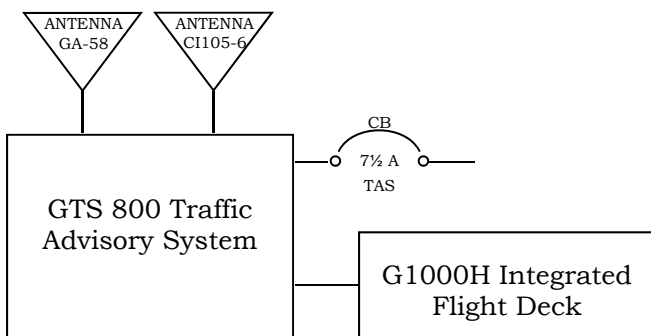 ANTENNA
GA-58
ANTENNA
CI105-6
CB
7½ A
TAS
GTS 800 Traffic
Advisory System
G1000H Integrated
Flight Deck